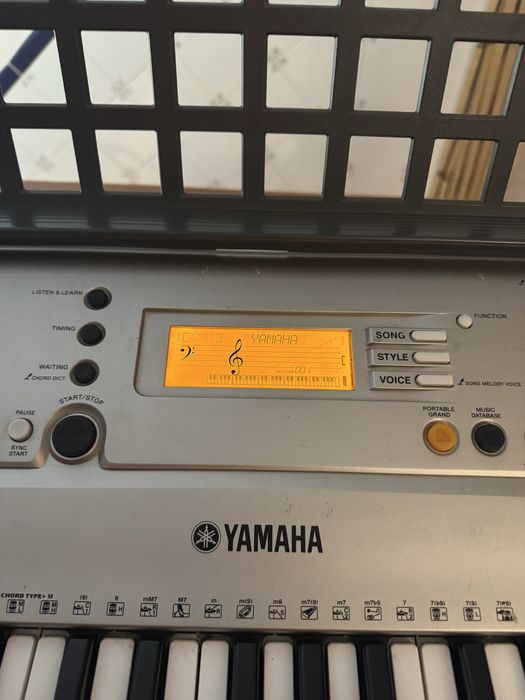 LISTEN & LEARN
TIMING
WAITING
CHORD DICT.
START/STOP
PAUSE
SYNC
START
YAMAHA
001
FUNCTION
SONG
STYLE
VOICE
SONG MELODY VOICE
PORTABLE
GRAND
MUSIC
DATABASE
YAMAHA
CHORD TYPE▶ M (9) 6 mM7 M7 m m(9) m6 m7(9) m7 m7b5 7 7(b9) 7(9) 7(#9)